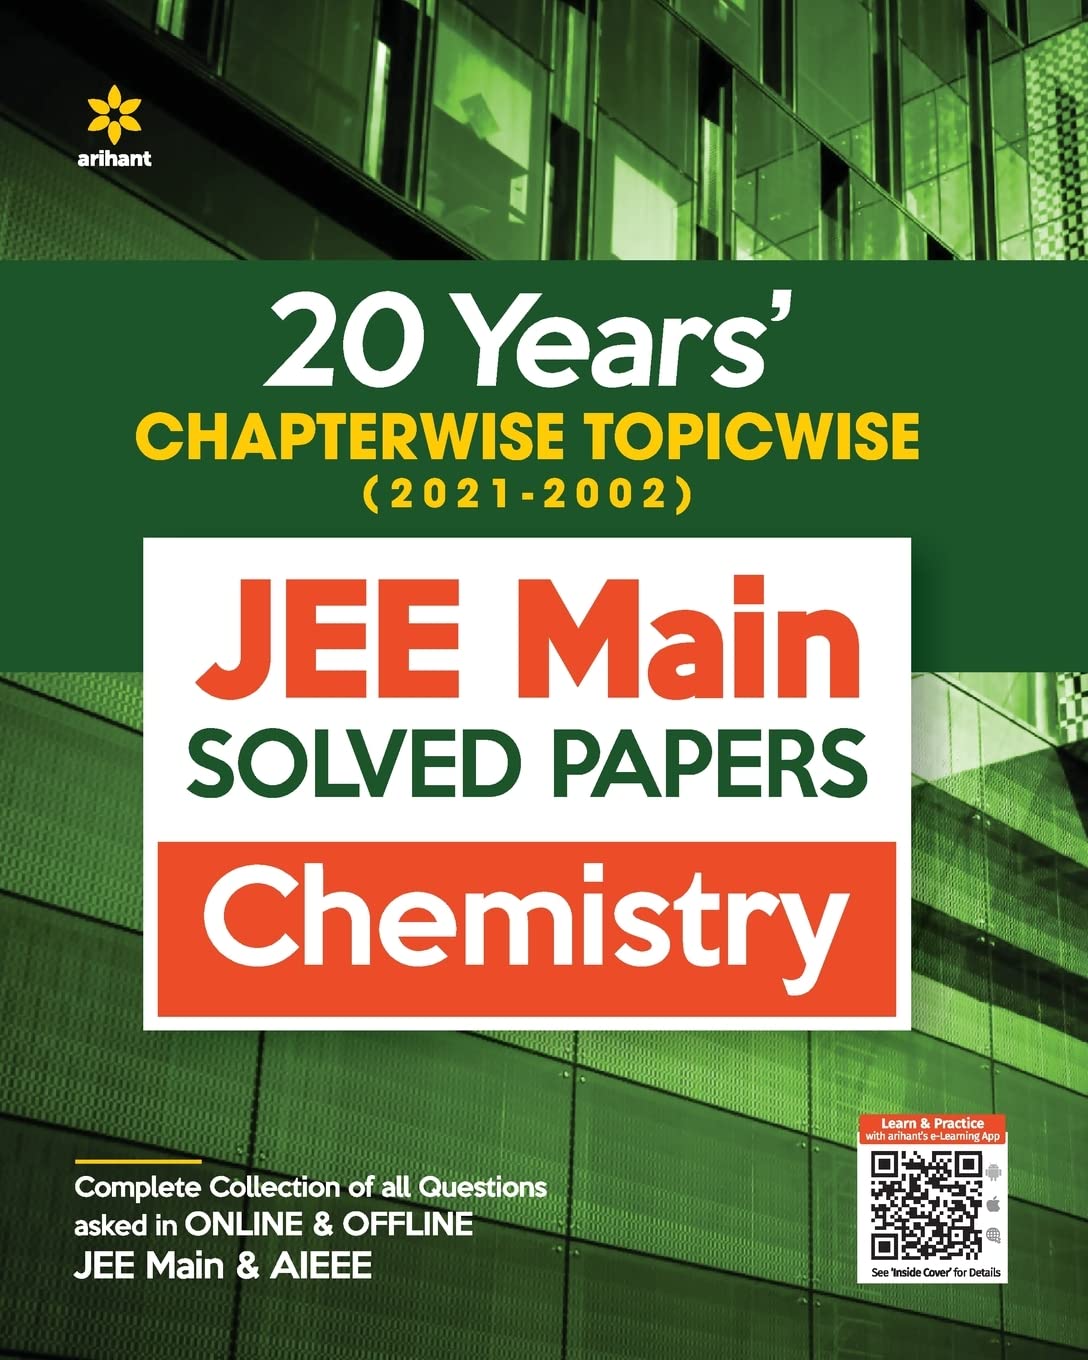 arihant
20 Years’
CHAPTERWISE TOPICWISE
(2021-2002)
JEE Main
SOLVED PAPERS
Chemistry
Complete Collection of all Questions
asked in ONLINE & OFFLINE
JEE Main & AIEEE
Learn & Practice
with arihant's e-Learning App
See 'Inside Cover' for Details